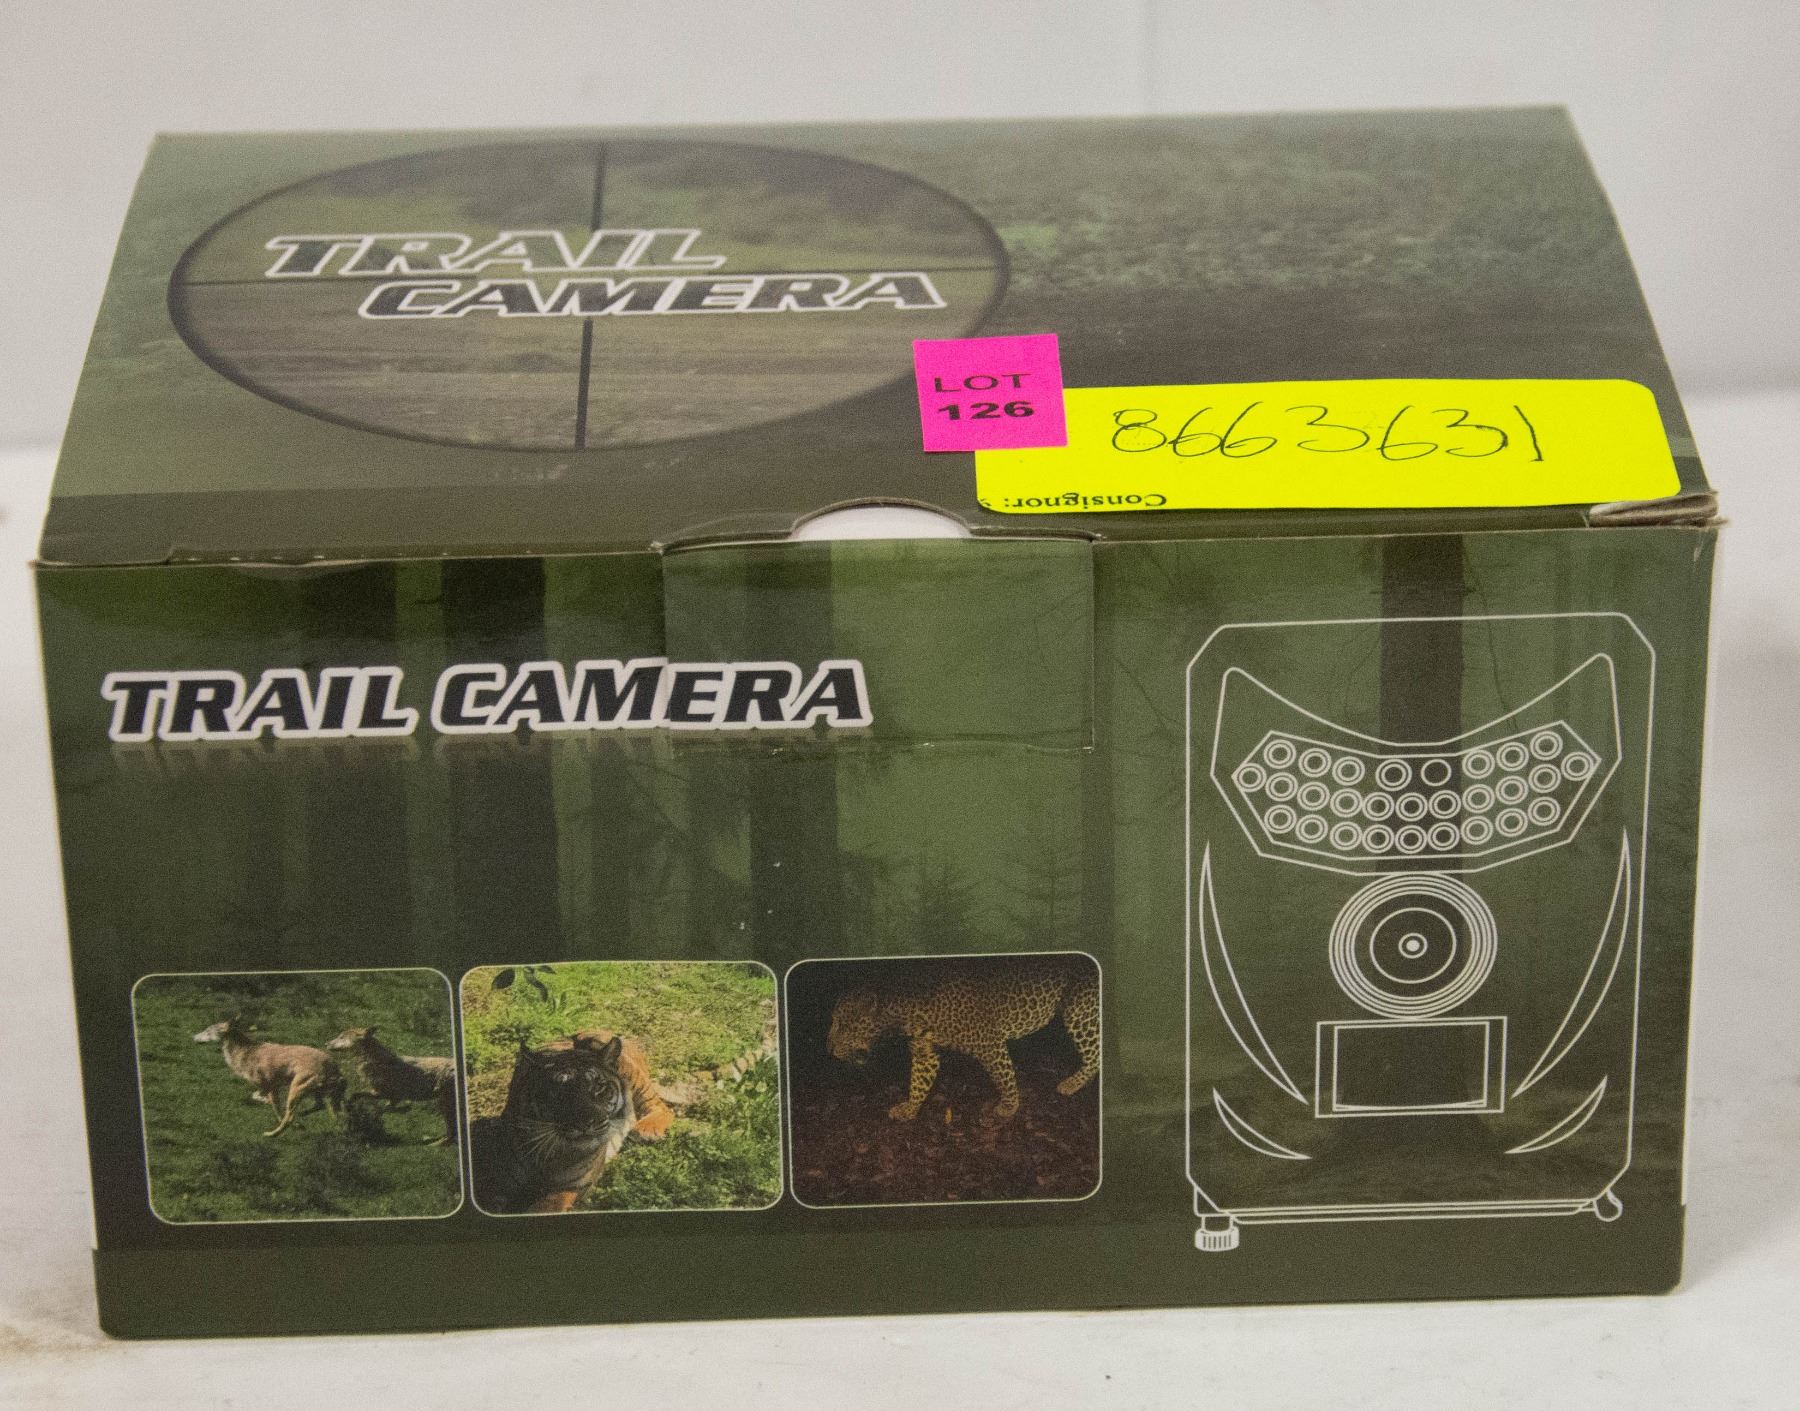 TRAIL
CAMERA
LOT
126
8663631
Consignor:
TRAIL CAMERA